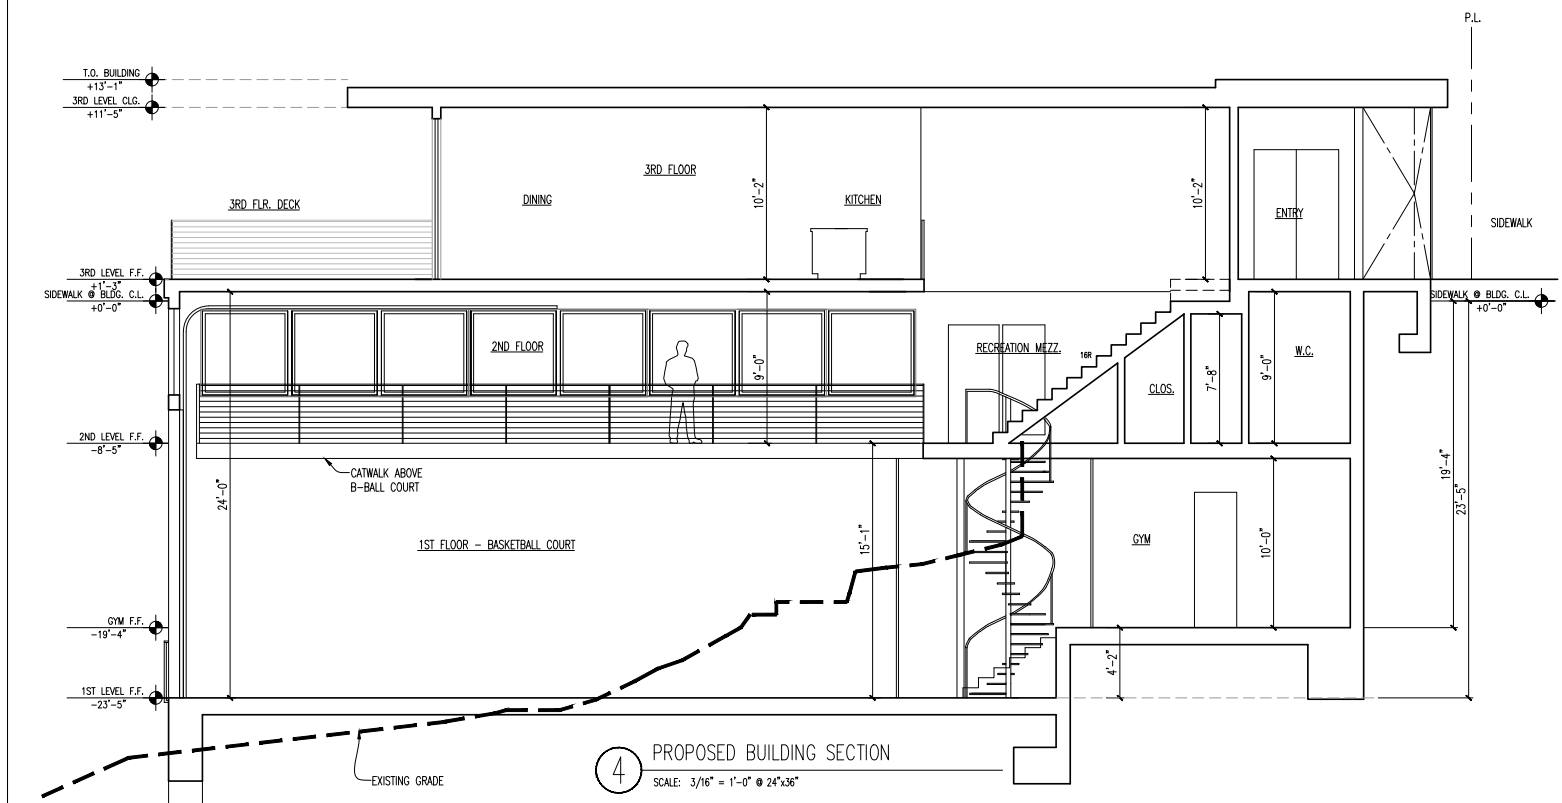 P.L.
T.O. BUILDING
+13'-1"
3RD LEVEL CLG.
+11'-5"
3RD FLOOR
10'-2"
10'-2"
3RD FLR. DECK
DINING
KITCHEN
ENTRY
SIDEWALK
3RD LEVEL F.F.
+1'-3"
SIDEWALK @ BLDG. C.L.
+0'-0"
SIDEWALK @ BLDG. C.L.
+0'-0"
2ND FLOOR
RECREATION MEZZ.
16R
W.C.
9'-0"
CLOS.
7'-8"
9'-0"
2ND LEVEL F.F.
-8'-5"
CATWALK ABOVE
B-BALL COURT
24'-0"
19'-4"
23'-5"
1ST FLOOR - BASKETBALL COURT
15'-1"
GYM
10'-0"
GYM F.F.
-19'-4"
4'-2"
1ST LEVEL F.F.
-23'-5"
EXISTING GRADE
4
PROPOSED BUILDING SECTION
SCALE: 3/16" = 1'-0" @ 24"x36"